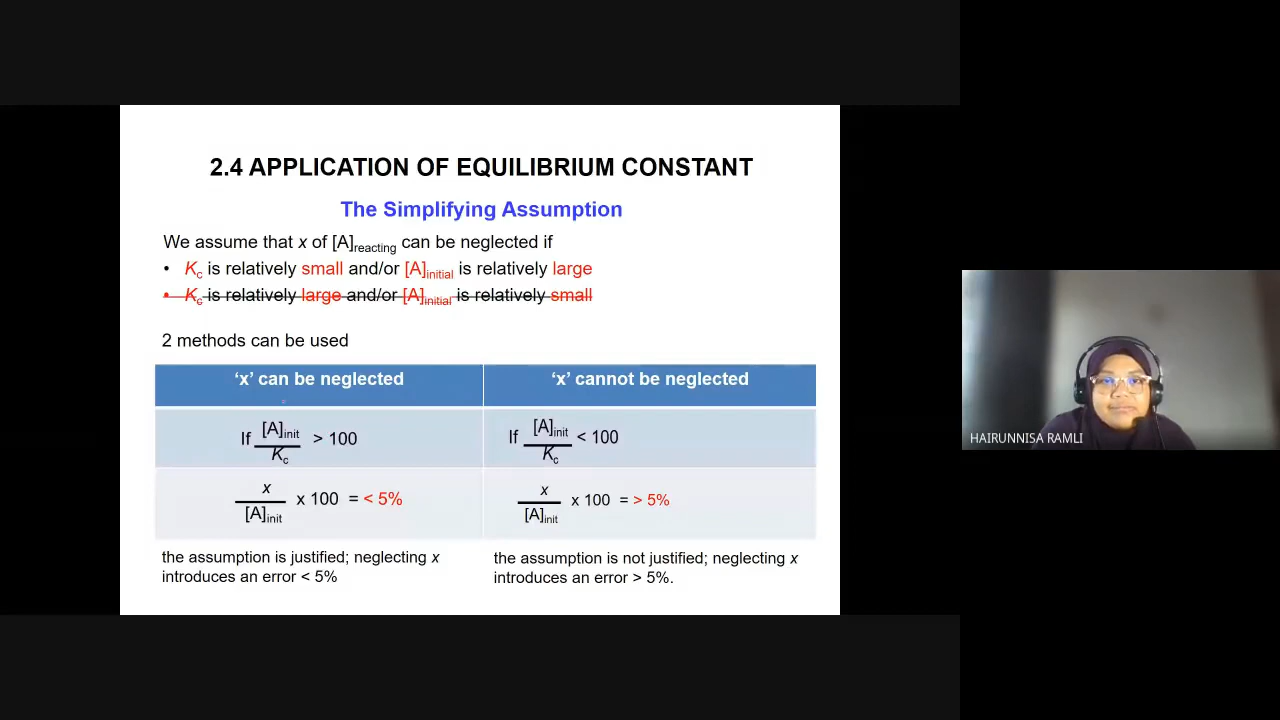 2.4 APPLICATION OF EQUILIBRIUM CONSTANT
The Simplifying Assumption
We assume that x of [A]reacting can be neglected if
• Kc is relatively small and/or [A]initial is relatively large
• Kc is relatively large and/or [A]initial is relatively small
2 methods can be used
‘x’ can be neglected
‘x’ cannot be neglected
If [A]init / Kc > 100
If [A]init / Kc < 100
x / [A]init x 100 = < 5%
x / [A]init x 100 = > 5%
the assumption is justified; neglecting x
introduces an error < 5%
the assumption is not justified; neglecting x
introduces an error > 5%.
HAIRUNNISA RAMLI